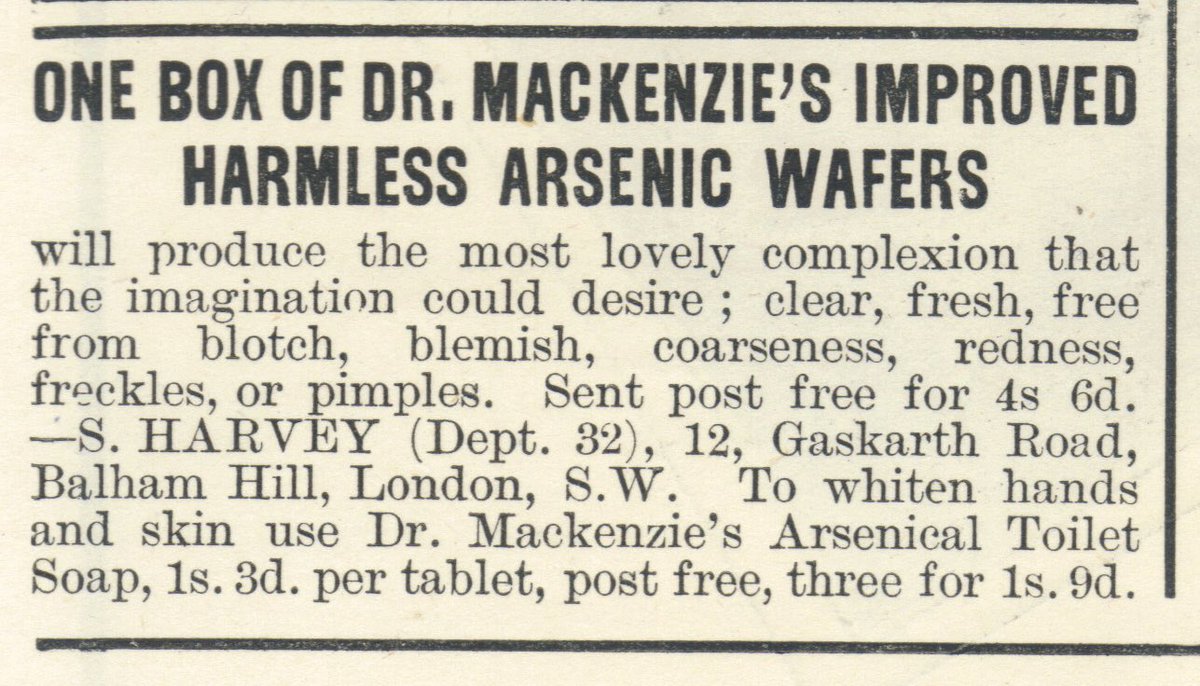 ONE BOX OF DR. MACKENZIE'S IMPROVED
HARMLESS ARSENIC WAFERS
will produce the most lovely complexion that
the imagination could desire ; clear, fresh, free
from blotch, blemish, coarseness, redness,
freckles, or pimples. Sent post free for 4s 6d.
—S. HARVEY (Dept. 32), 12, Gaskarth Road,
Balham Hill, London, S.W. To whiten hands
and skin use Dr. Mackenzie's Arsenical Toilet
Soap, 1s. 3d. per tablet, post free, three for 1s. 9d.